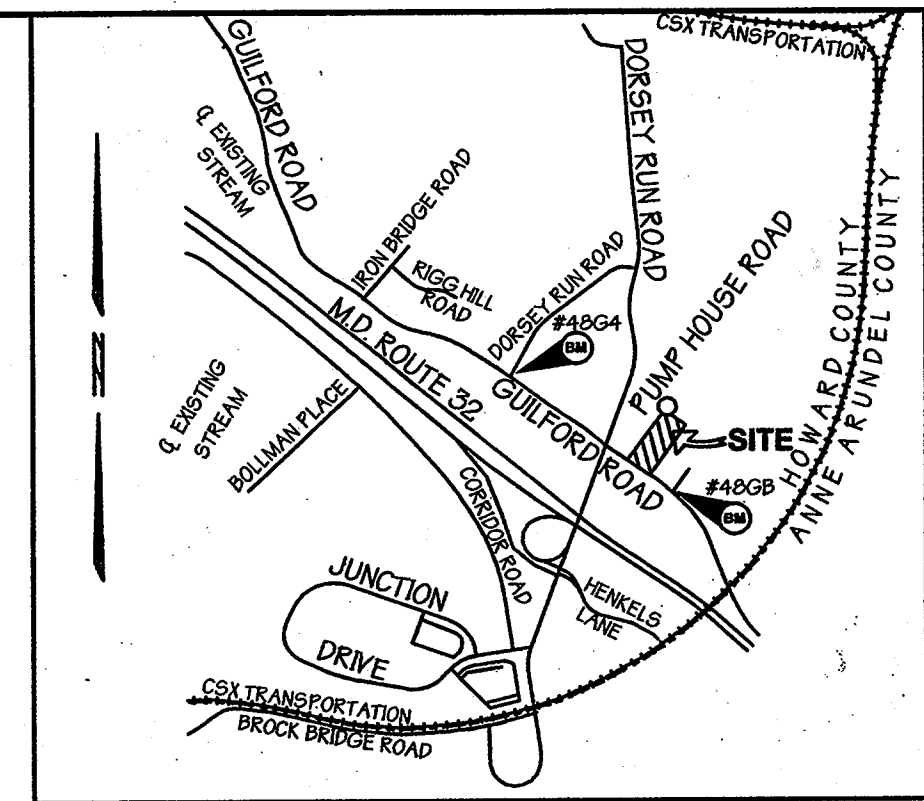 CSX TRANSPORTATION
GUILFORD ROAD
DORSEY RUN ROAD
℄ EXISTING
STREAM
IRON BRIDGE ROAD
RIGG HILL
ROAD
DORSEY RUN ROAD
#48G4
BM
PUMP HOUSE ROAD
HOWARD COUNTY
ANNE ARUNDEL COUNTY
M.D. ROUTE 32
GUILFORD ROAD
N
SITE
℄ EXISTING
STREAM
BOLLMAN PLACE
#48GB
BM
CORRIDOR ROAD
HENKELS
LANE
JUNCTION
DRIVE
CSX TRANSPORTATION
BROCK BRIDGE ROAD